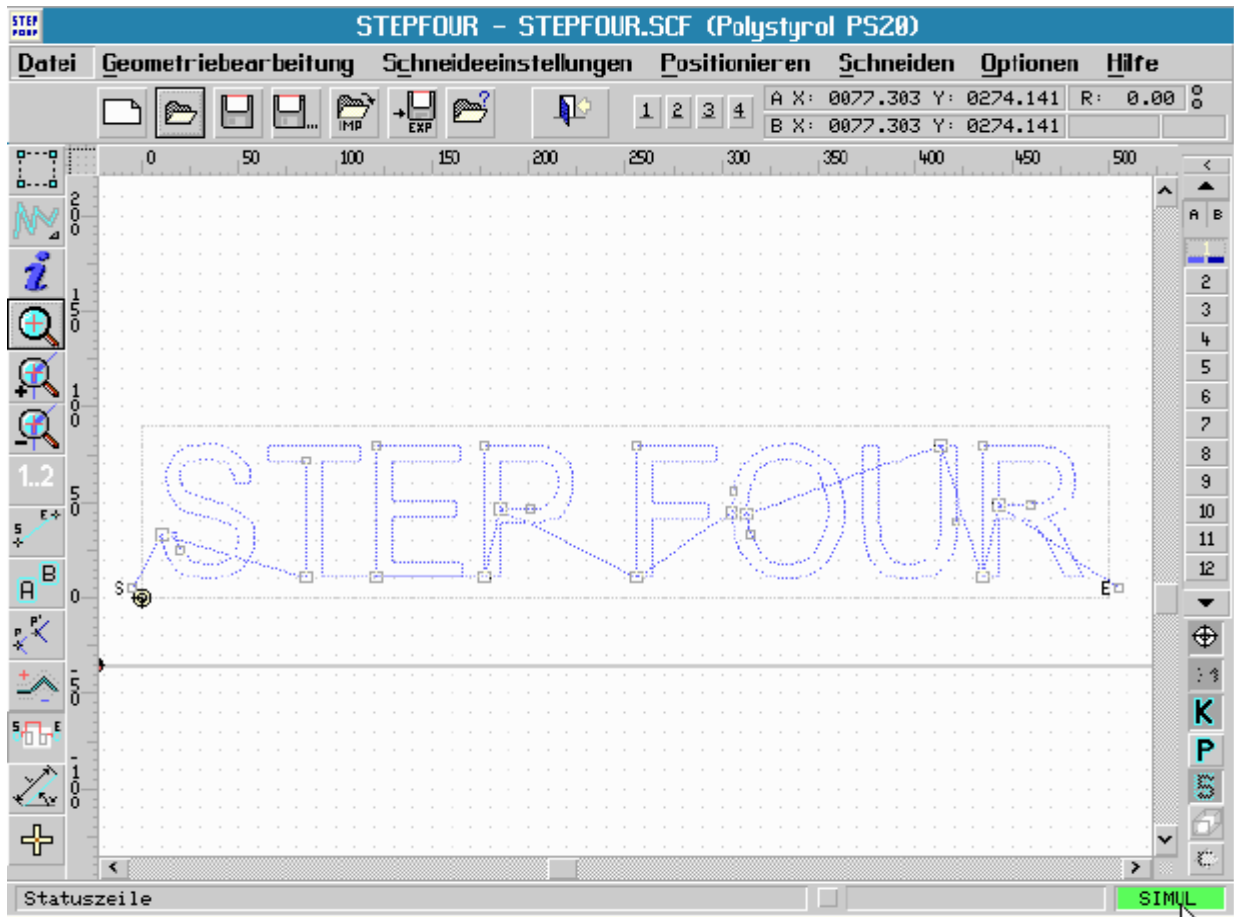 STEP
FOUR
STEPFOUR - STEPFOUR.SCF (Polystyrol PS20)
Datei Geometriebearbeitung Schneideeinstellungen Positionieren Schneiden Optionen Hilfe
IMP
EXP
1 2 3 4
A X: 0077.303 Y: 0274.141 R: 0.00
B X: 0077.303 Y: 0274.141
0 50 100 150 200 250 300 350 400 450 500
200
150
100
50
0
-50
-100
1..2
S E
A B
P P'
S E
STEP FOUR
S
E
A B
1
2
3
4
5
6
7
8
9
10
11
12
K
P
S
Statuszeile
SIMUL